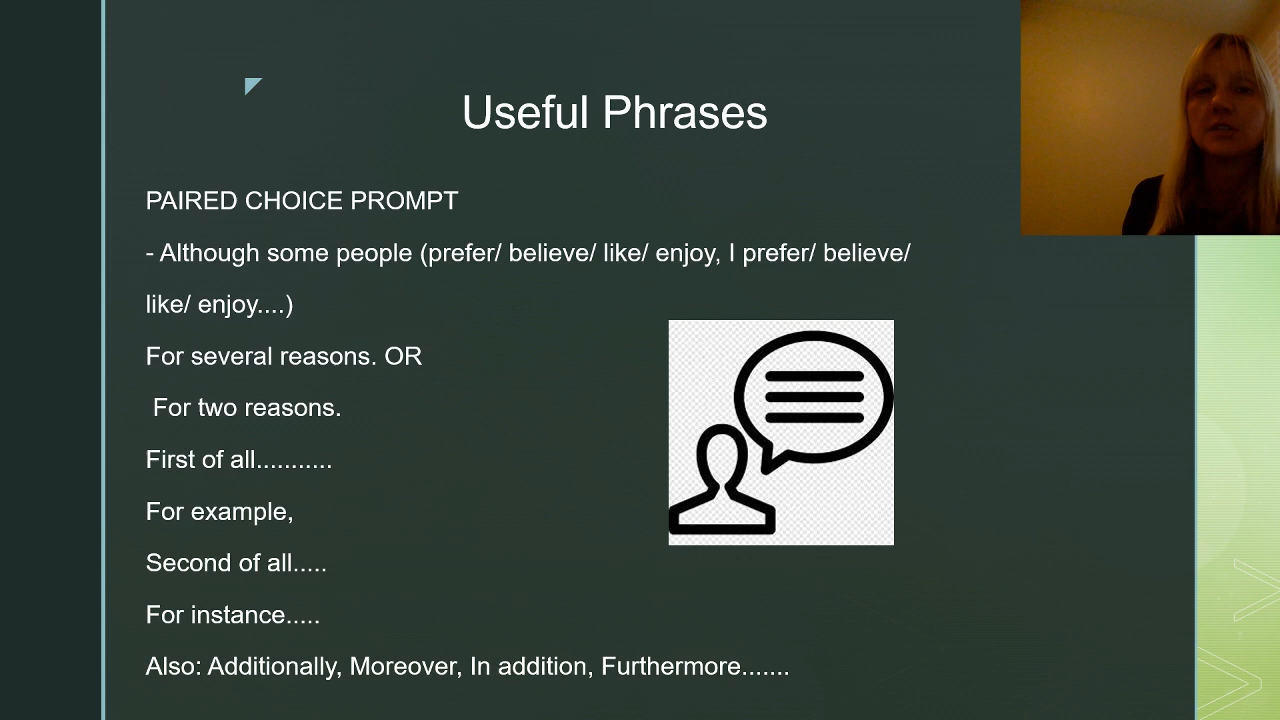 Useful Phrases
PAIRED CHOICE PROMPT
- Although some people (prefer/ believe/ like/ enjoy, I prefer/ believe/
like/ enjoy....)
For several reasons. OR
For two reasons.
First of all...........
For example,
Second of all.....
For instance.....
Also: Additionally, Moreover, In addition, Furthermore.......